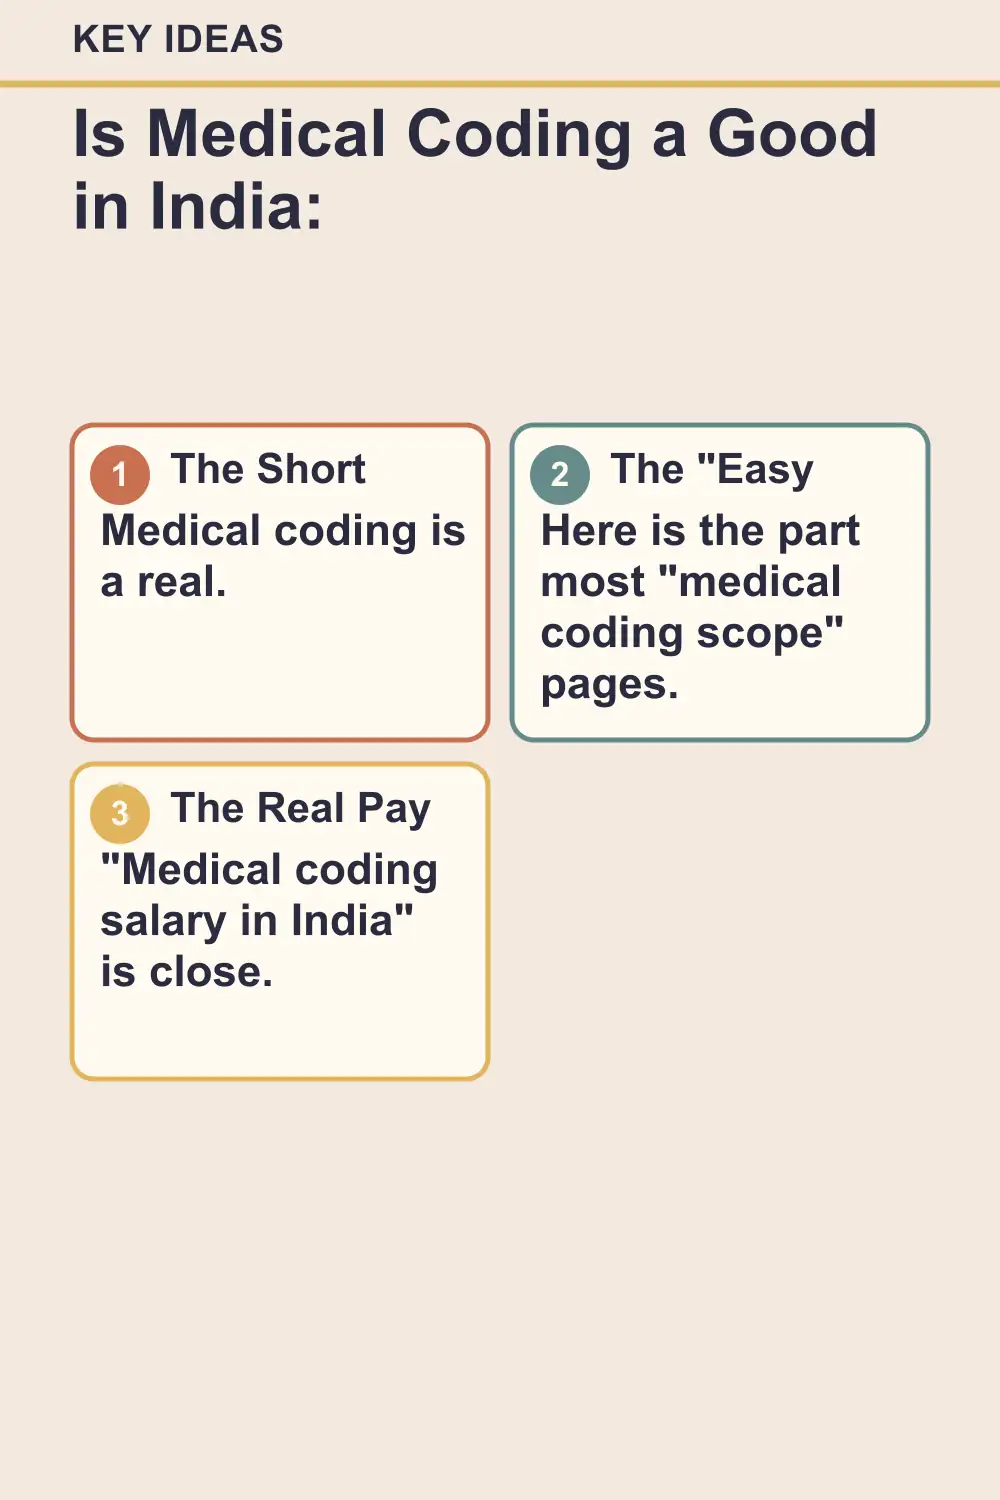 KEY IDEAS
Is Medical Coding a Good
in India:
1 The Short
Medical coding is
a real.
2 The "Easy
Here is the part
most "medical
coding scope"
pages.
3 The Real Pay
"Medical coding
salary in India"
is close.